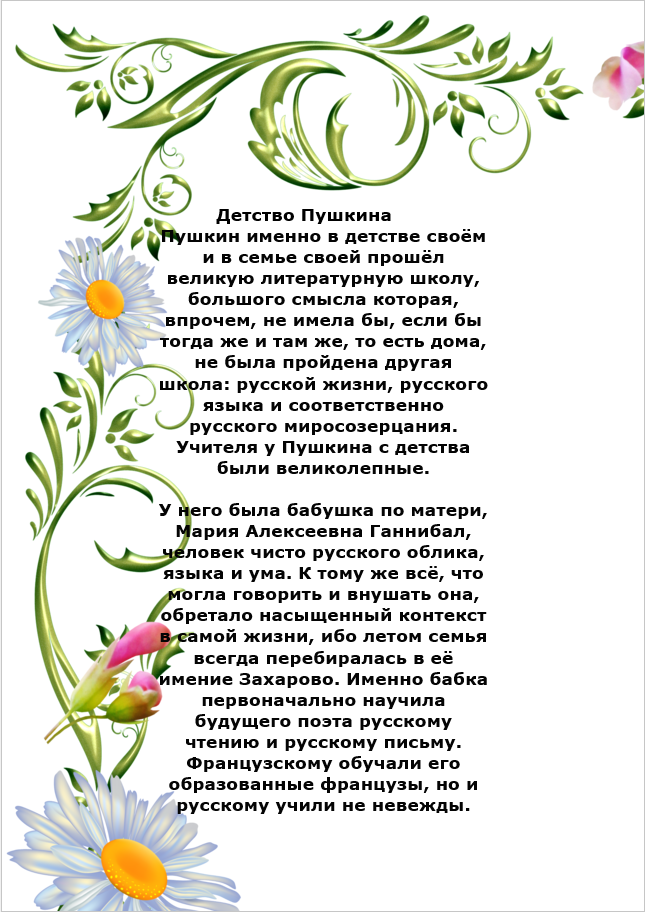 Детство Пушкина
Пушкин именно в детстве своём
и в семье своей прошёл
великую литературную школу,
большого смысла которая,
впрочем, не имела бы, если бы
тогда же и там же, то есть дома,
не была пройдена другая
школа: русской жизни, русского
языка и соответственно
русского миросозерцания.
Учителя у Пушкина с детства
были великолепные.
У него была бабушка по матери,
Мария Алексеевна Ганнибал,
человек чисто русского облика,
языка и ума. К тому же всё, что
могла говорить и внушать она,
обретало насыщенный контекст
в самой жизни, ибо летом семья
всегда перебиралась в её
имение Захарово. Именно бабка
первоначально научила
будущего поэта русскому
чтению и русскому письму.
Французскому обучали его
образованные французы, но и
русскому учили не невежды.